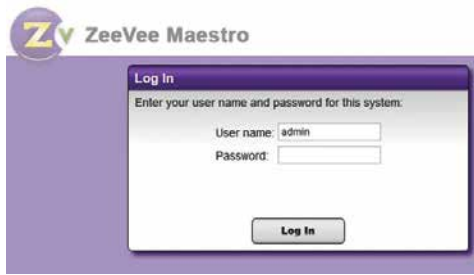 Zv ZeeVee Maestro
Log In
Enter your user name and password for this system:
User name: admin
Password:
Log In